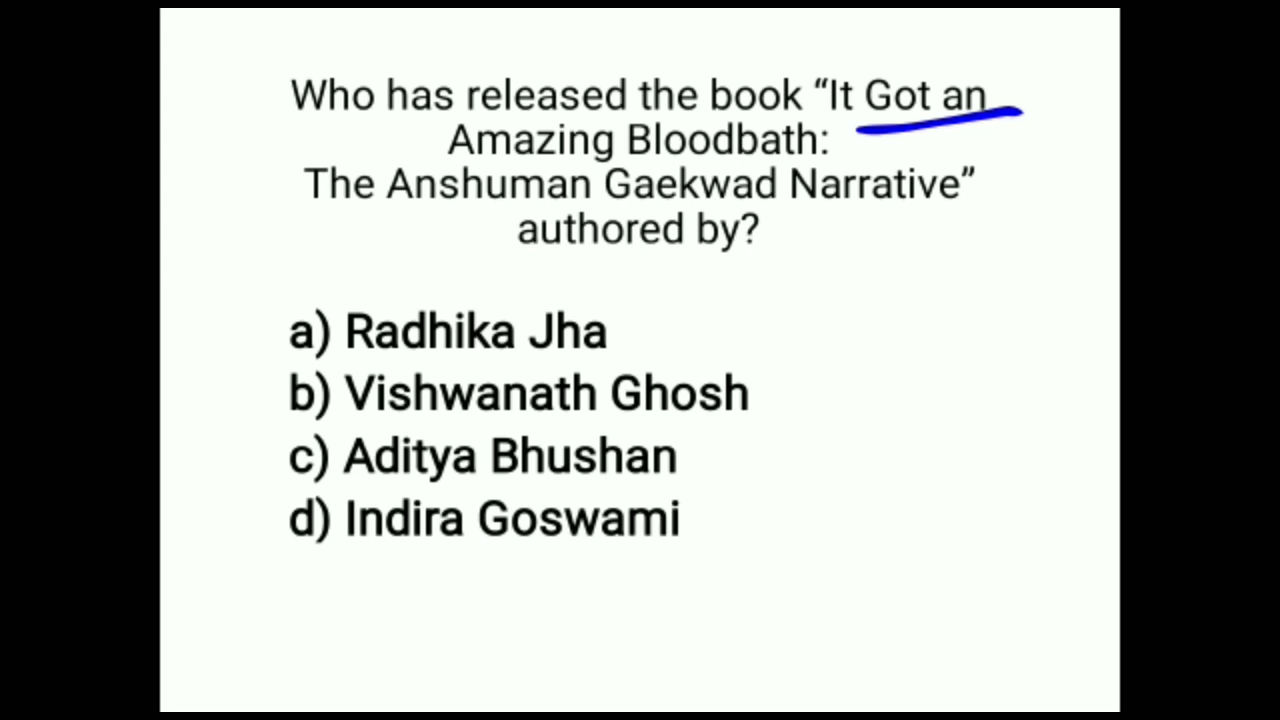 Who has released the book “It Got an
Amazing Bloodbath:
The Anshuman Gaekwad Narrative”
authored by?
a) Radhika Jha
b) Vishwanath Ghosh
c) Aditya Bhushan
d) Indira Goswami